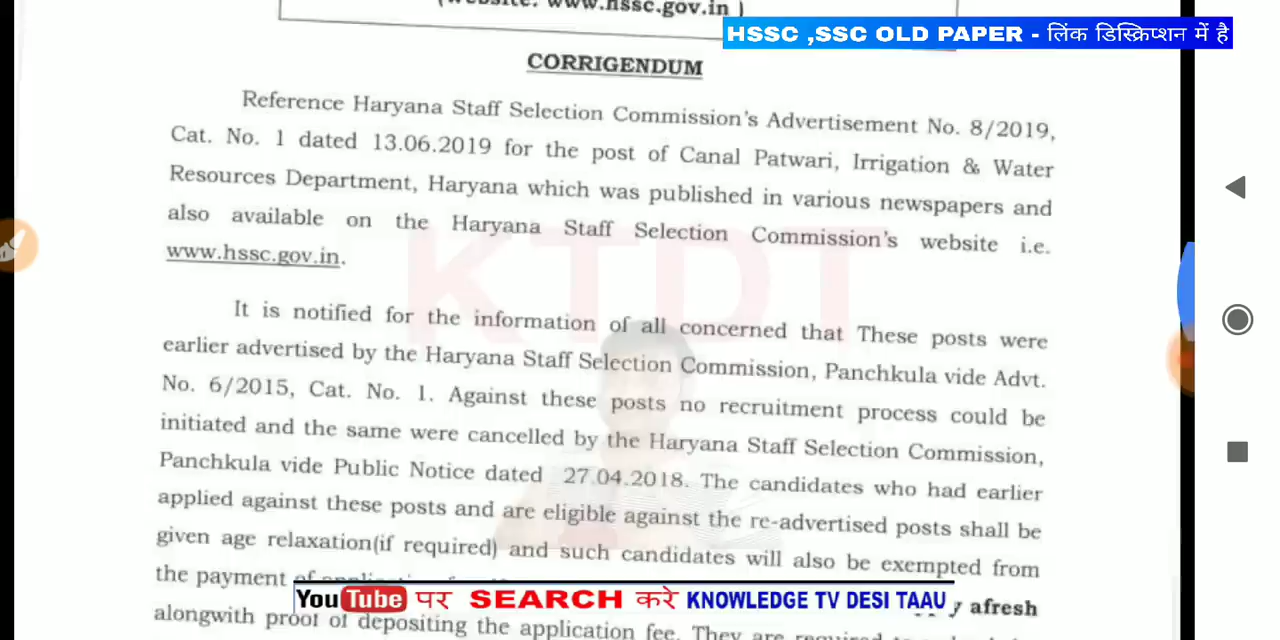 (website: www.hssc.gov.in )
HSSC ,SSC OLD PAPER - लिंक डिस्क्रिप्शन में है
CORRIGENDUM
Reference Haryana Staff Selection Commission's Advertisement No. 8/2019,
Cat. No. 1 dated 13.06.2019 for the post of Canal Patwari, Irrigation & Water
Resources Department, Haryana which was published in various newspapers and
also available on the Haryana Staff Selection Commission's website i.e.
www.hssc.gov.in.
KTDT
It is notified for the information of all concerned that These posts were
earlier advertised by the Haryana Staff Selection Commission, Panchkula vide Advt.
No. 6/2015, Cat. No. 1. Against these posts no recruitment process could be
initiated and the same were cancelled by the Haryana Staff Selection Commission,
Panchkula vide Public Notice dated 27.04.2018. The candidates who had earlier
applied against these posts and are eligible against the re-advertised posts shall be
given age relaxation(if required) and such candidates will also be exempted from
the payment of application afresh
YouTube पर SEARCH करे KNOWLEDGE TV DESI TAAU
alongwith proof of depositing the application fee. They are required to